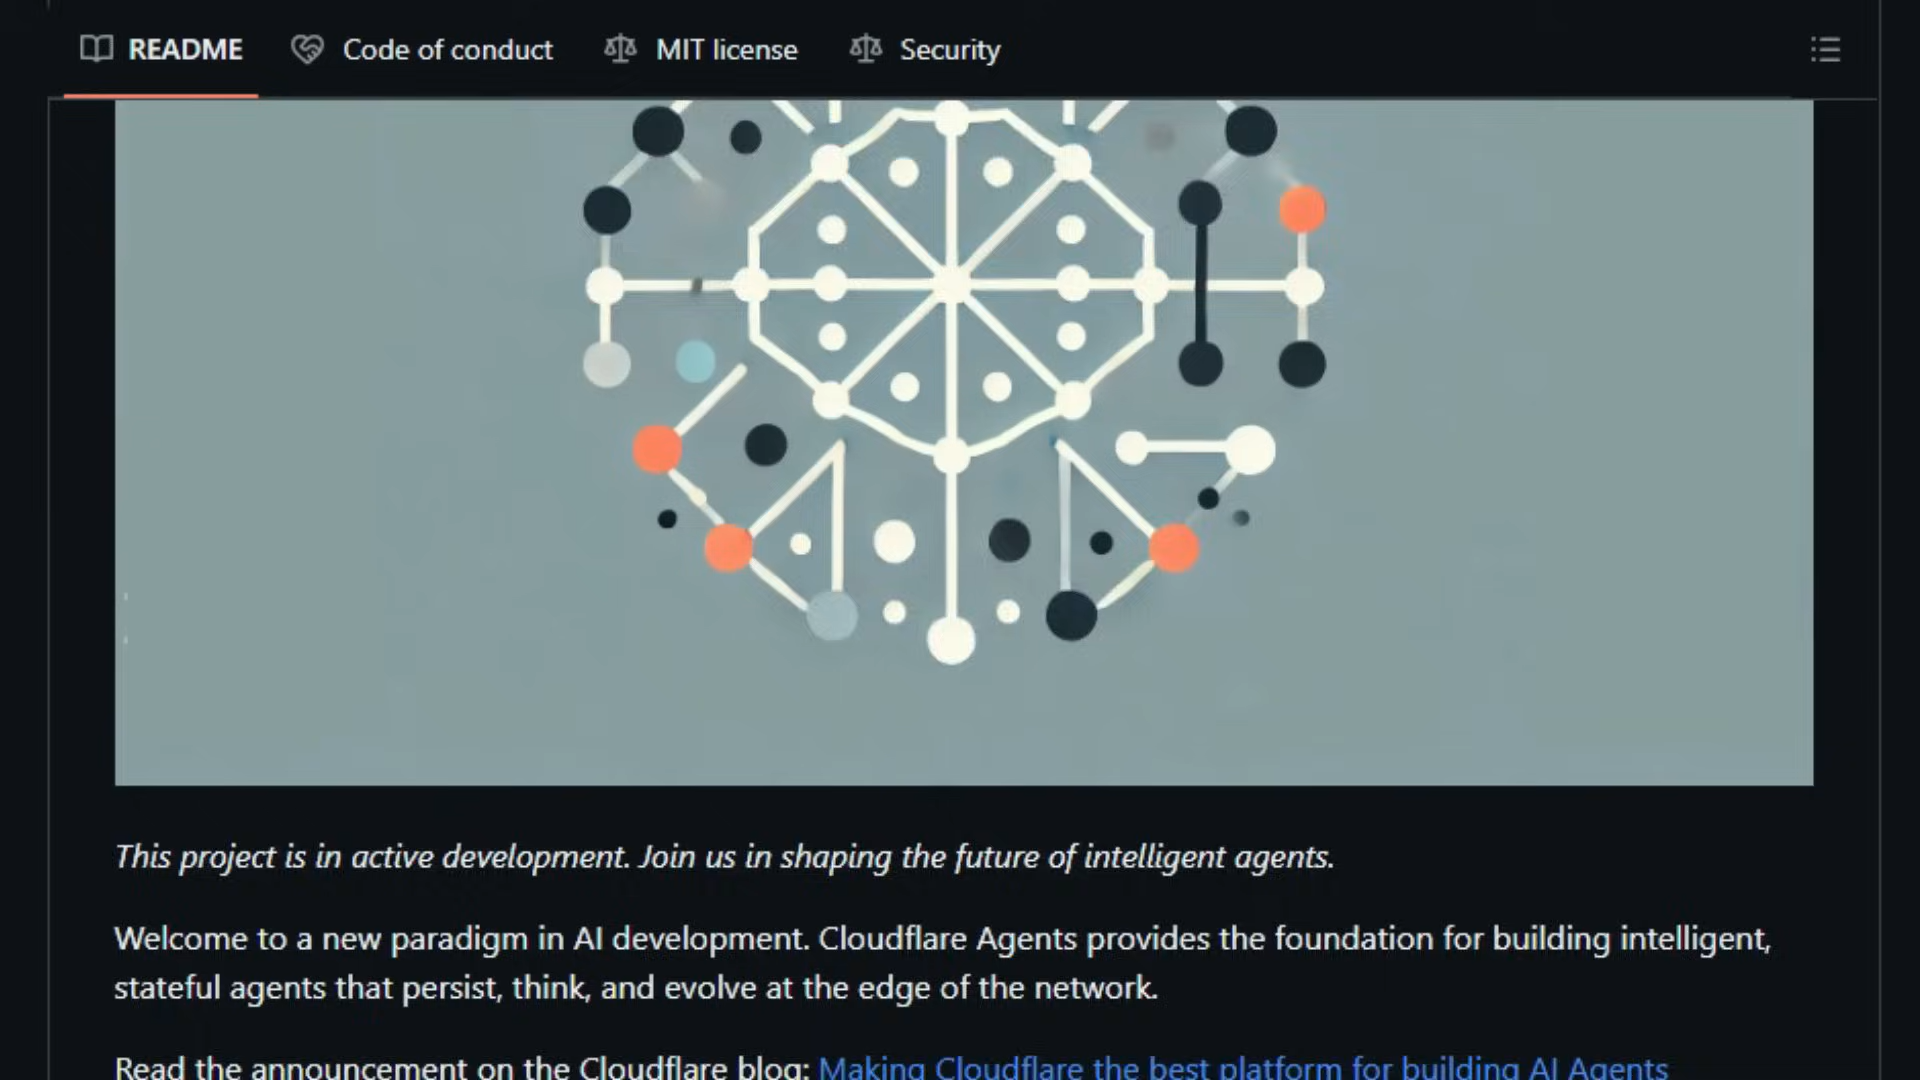 README Code of conduct MIT license Security
This project is in active development. Join us in shaping the future of intelligent agents.
Welcome to a new paradigm in AI development. Cloudflare Agents provides the foundation for building intelligent,
stateful agents that persist, think, and evolve at the edge of the network.
Read the announcement on the Cloudflare blog: Making Cloudflare the best platform for building AI Agents